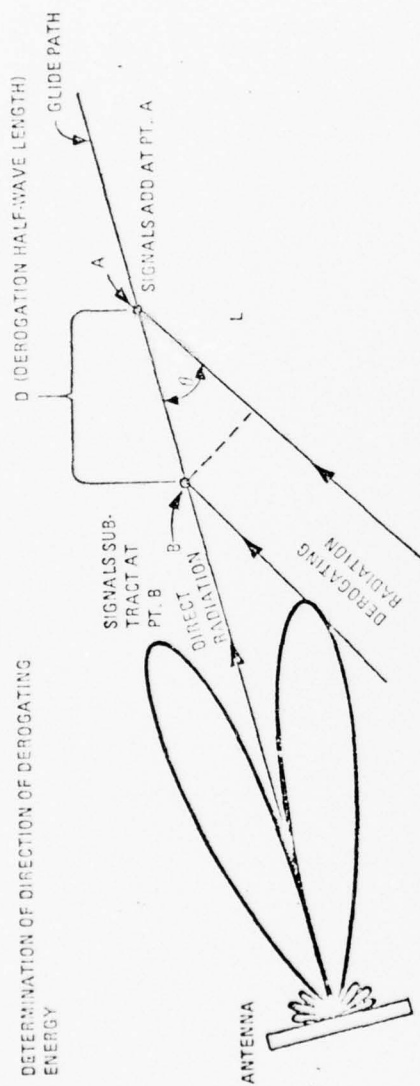 DETERMINATION OF DIRECTION OF DEROGATING
ENERGY
D (DEROGATION HALF-WAVE LENGTH)
GLIDE PATH
A
SIGNALS ADD AT PT. A
SIGNALS SUB-
TRACT AT
PT. B
B
DIRECT
RADIATION
θ
L
DEROGATING
RADIATION
ANTENNA